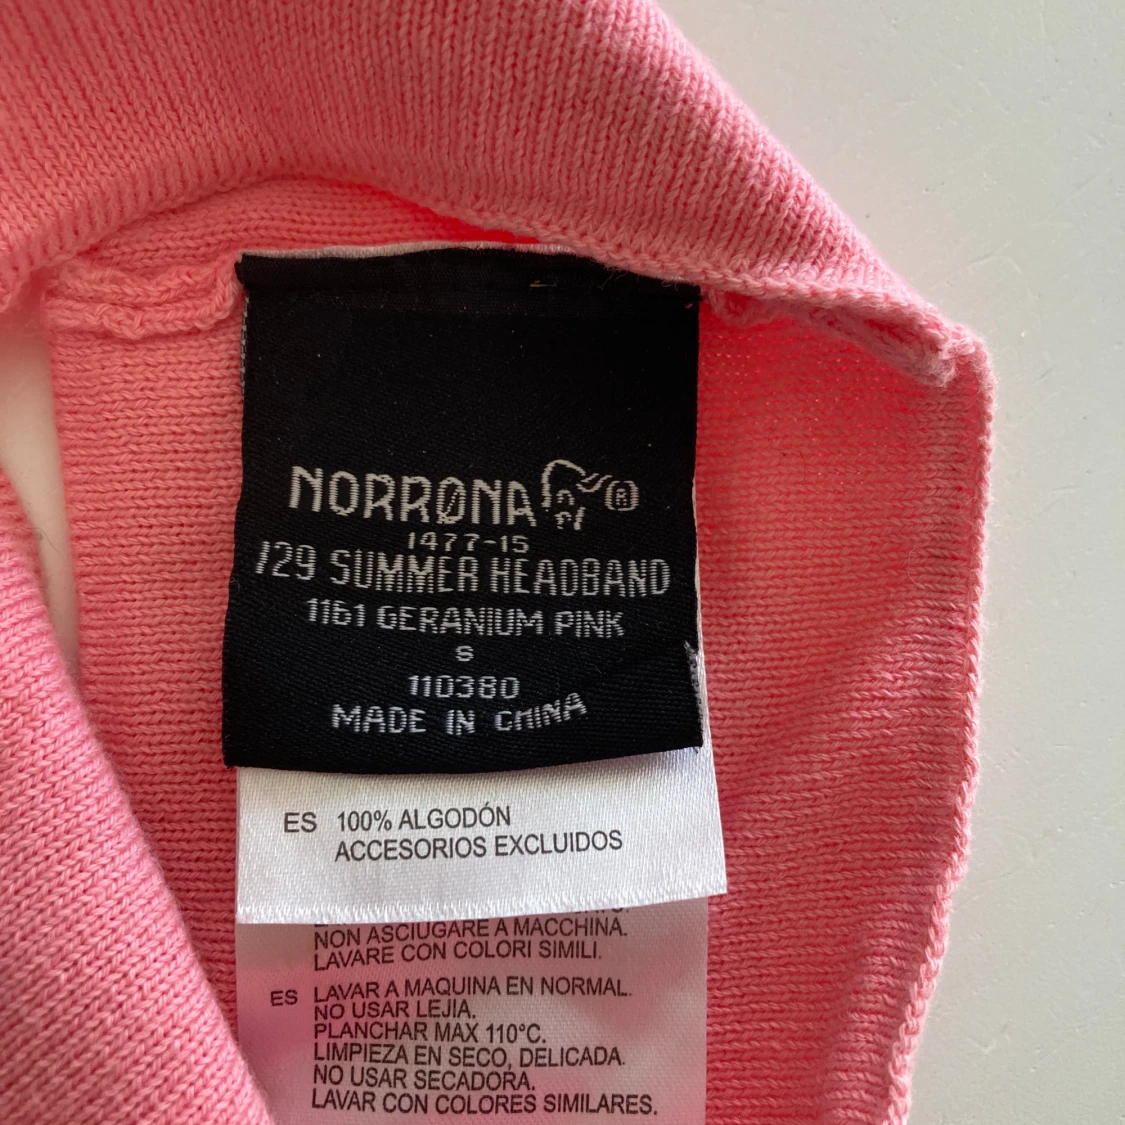 NORRØNA®
1477-15
/29 SUMMER HEADBAND
1161 GERANIUM PINK
S
110380
MADE IN CHINA
ES 100% ALGODÓN
ACCESORIOS EXCLUIDOS
NON ASCIUGARE A MACCHINA.
LAVARE CON COLORI SIMILI.
ES LAVAR A MAQUINA EN NORMAL.
NO USAR LEJIA.
PLANCHAR MAX 110°C.
LIMPIEZA EN SECO, DELICADA.
NO USAR SECADORA.
LAVAR CON COLORES SIMILARES.